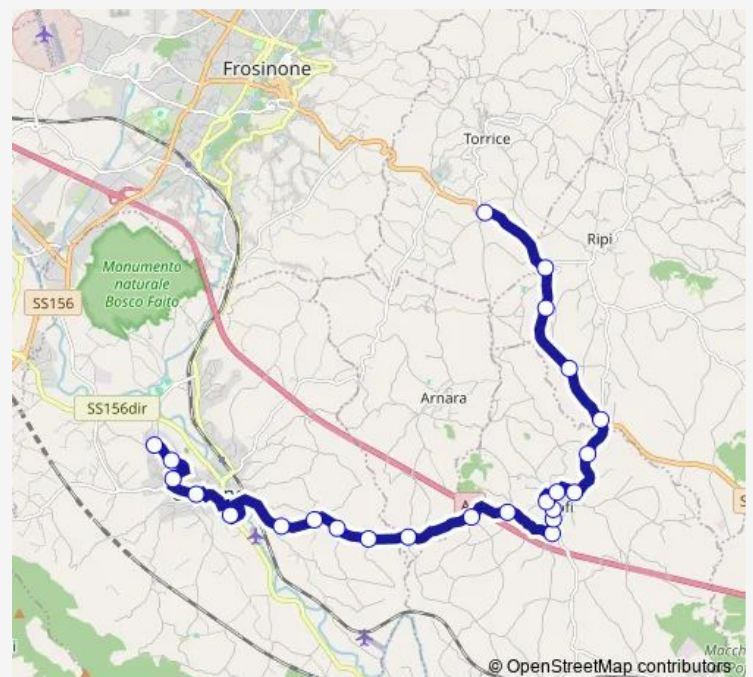 Frosinone
Torrice
Ripi
Monumento
naturale
Bosco Faito
SS156
SS156dir
Arnara
© OpenStreetMap contributors